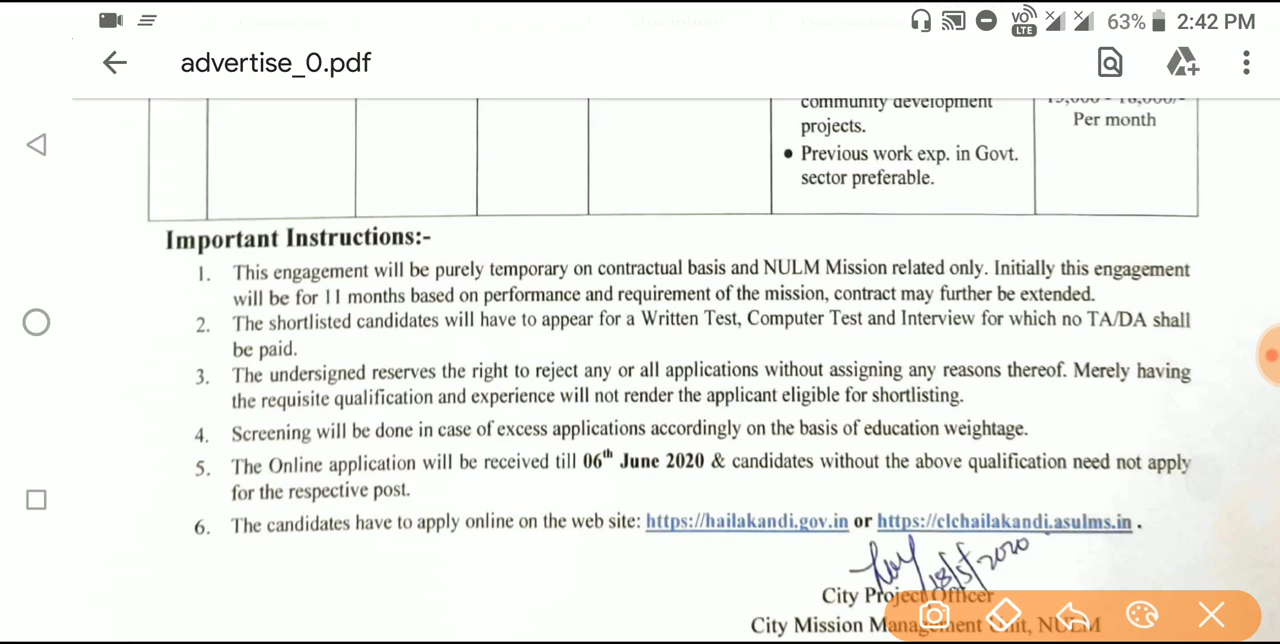 VO
LTE
63%
2:42 PM
advertise_0.pdf
community development
projects.
Per month
• Previous work exp. in Govt.
sector preferable.
Important Instructions:-
1. This engagement will be purely temporary on contractual basis and NULM Mission related only. Initially this engagement
will be for 11 months based on performance and requirement of the mission, contract may further be extended.
2. The shortlisted candidates will have to appear for a Written Test, Computer Test and Interview for which no TA/DA shall
be paid.
3. The undersigned reserves the right to reject any or all applications without assigning any reasons thereof. Merely having
the requisite qualification and experience will not render the applicant eligible for shortlisting.
4. Screening will be done in case of excess applications accordingly on the basis of education weightage.
5. The Online application will be received till 06th June 2020 & candidates without the above qualification need not apply
for the respective post.
6. The candidates have to apply online on the web site: https://hailakandi.gov.in or https://clchailakandi.asulms.in .
18/5/2020
City Project Officer
City Mission Management Unit, NULM